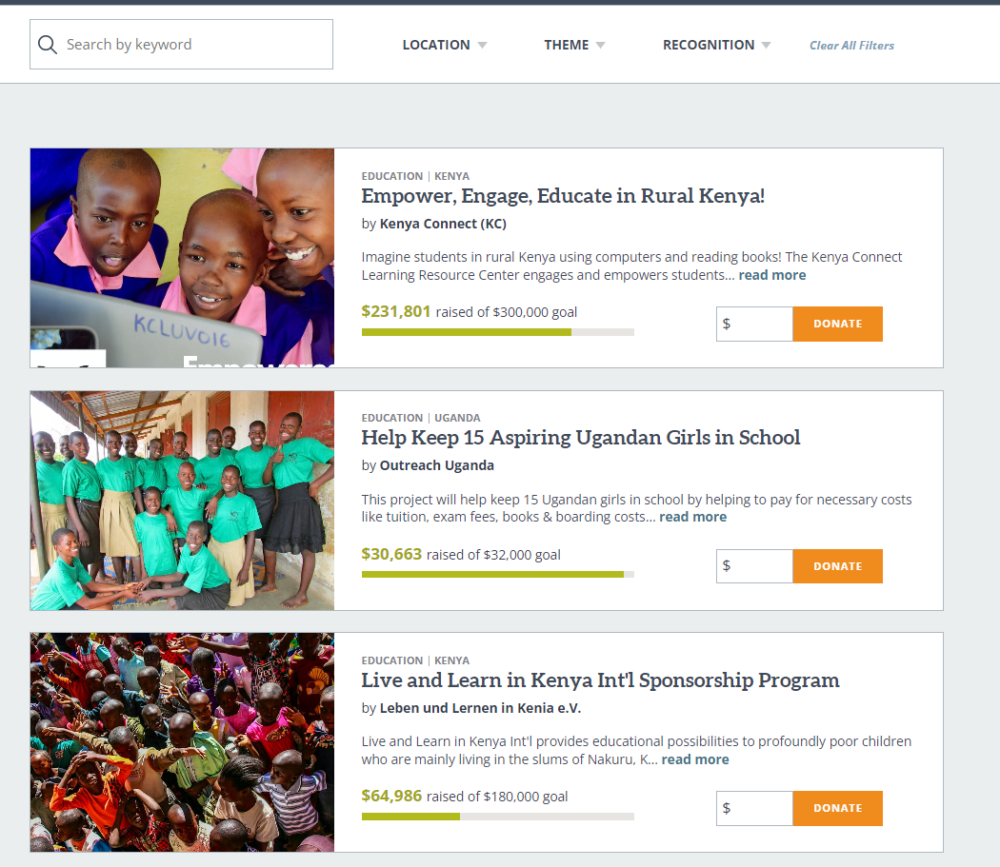 Search by keyword
LOCATION
THEME
RECOGNITION
Clear All Filters
EDUCATION | KENYA
Empower, Engage, Educate in Rural Kenya!
by Kenya Connect (KC)
Imagine students in rural Kenya using computers and reading books! The Kenya Connect
Learning Resource Center engages and empowers students... read more
$231,801 raised of $300,000 goal
$
DONATE
KCLUVOIE
EDUCATION | UGANDA
Help Keep 15 Aspiring Ugandan Girls in School
by Outreach Uganda
This project will help keep 15 Ugandan girls in school by helping to pay for necessary costs
like tuition, exam fees, books & boarding costs... read more
$30,663 raised of $32,000 goal
$
DONATE
EDUCATION | KENYA
Live and Learn in Kenya Int'l Sponsorship Program
by Leben und Lernen in Kenia e.V.
Live and Learn in Kenya Int'l provides educational possibilities to profoundly poor children
who are mainly living in the slums of Nakuru, K... read more
$64,986 raised of $180,000 goal
$
DONATE